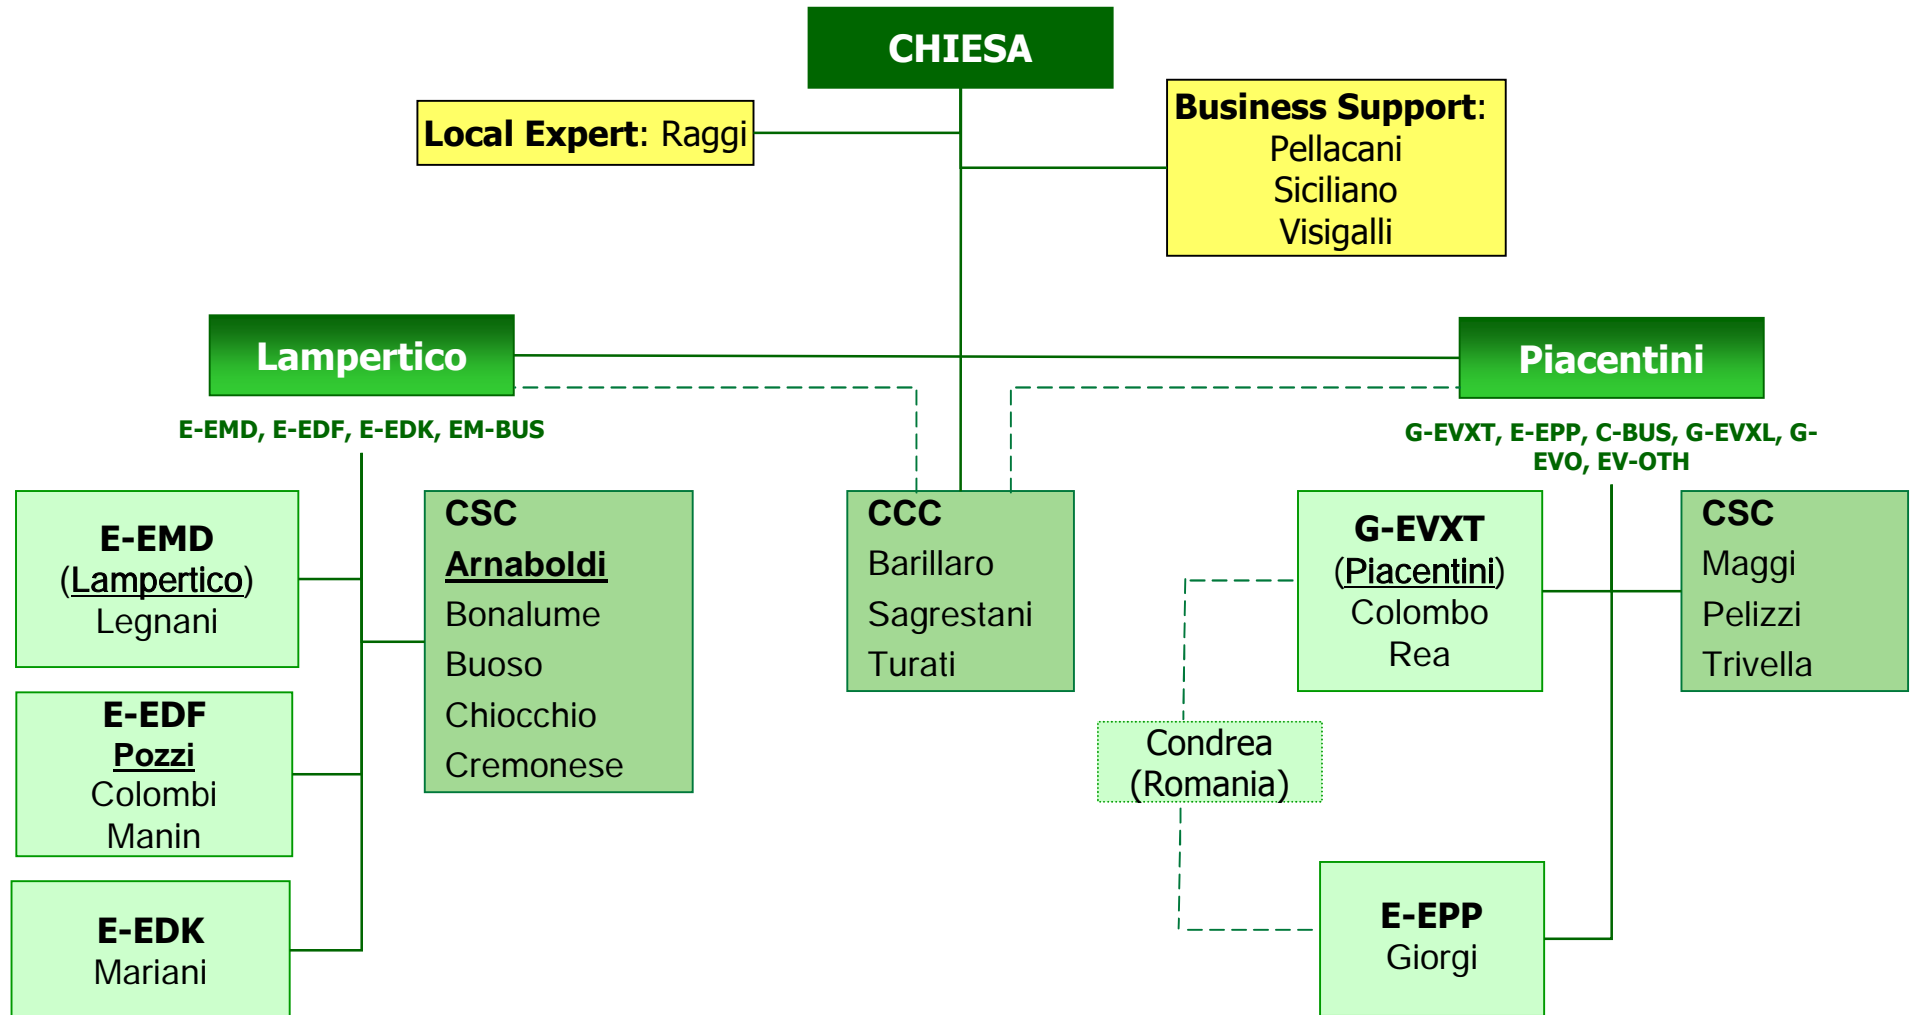 CHIESA
Local Expert: Raggi
Business Support:
Pellacani
Siciliano
Visigalli
Lampertico
Piacentini
E-EMD, E-EDF, E-EDK, EM-BUS
G-EVXT, E-EPP, C-BUS, G-EVXL, G-
EVO, EV-OTH
E-EMD
(Lampertico)
Legnani
E-EDF
Pozzi
Colombi
Manin
E-EDK
Mariani
CSC
Arnaboldi
Bonalume
Buoso
Chiocchio
Cremonese
CCC
Barillaro
Sagrestani
Turati
G-EVXT
(Piacentini)
Colombo
Rea
CSC
Maggi
Pelizzi
Trivella
Condrea
(Romania)
E-EPP
Giorgi